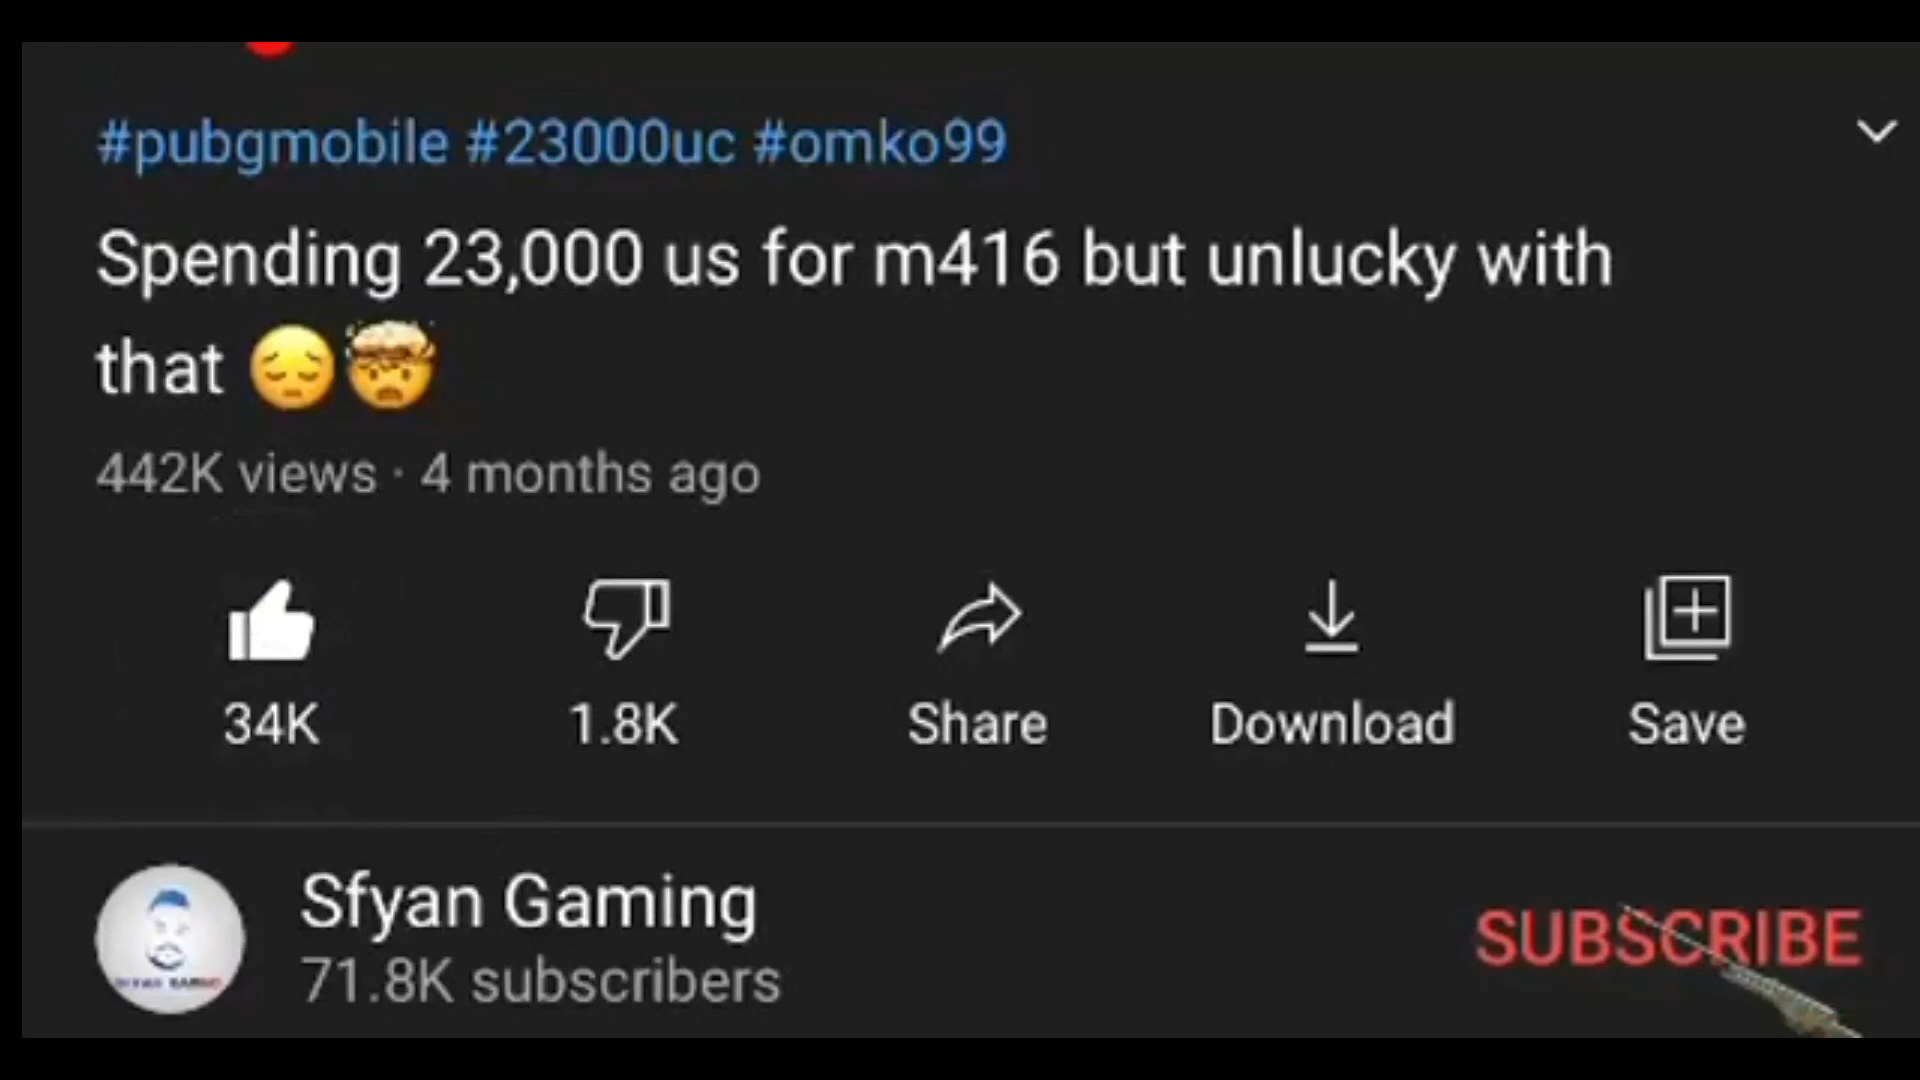 #pubgmobile #23000uc #omko99
Spending 23,000 us for m416 but unlucky with
that 😔🤯
442K views · 4 months ago
34K 1.8K Share Download Save
Sfyan Gaming
71.8K subscribers
SUBSCRIBE